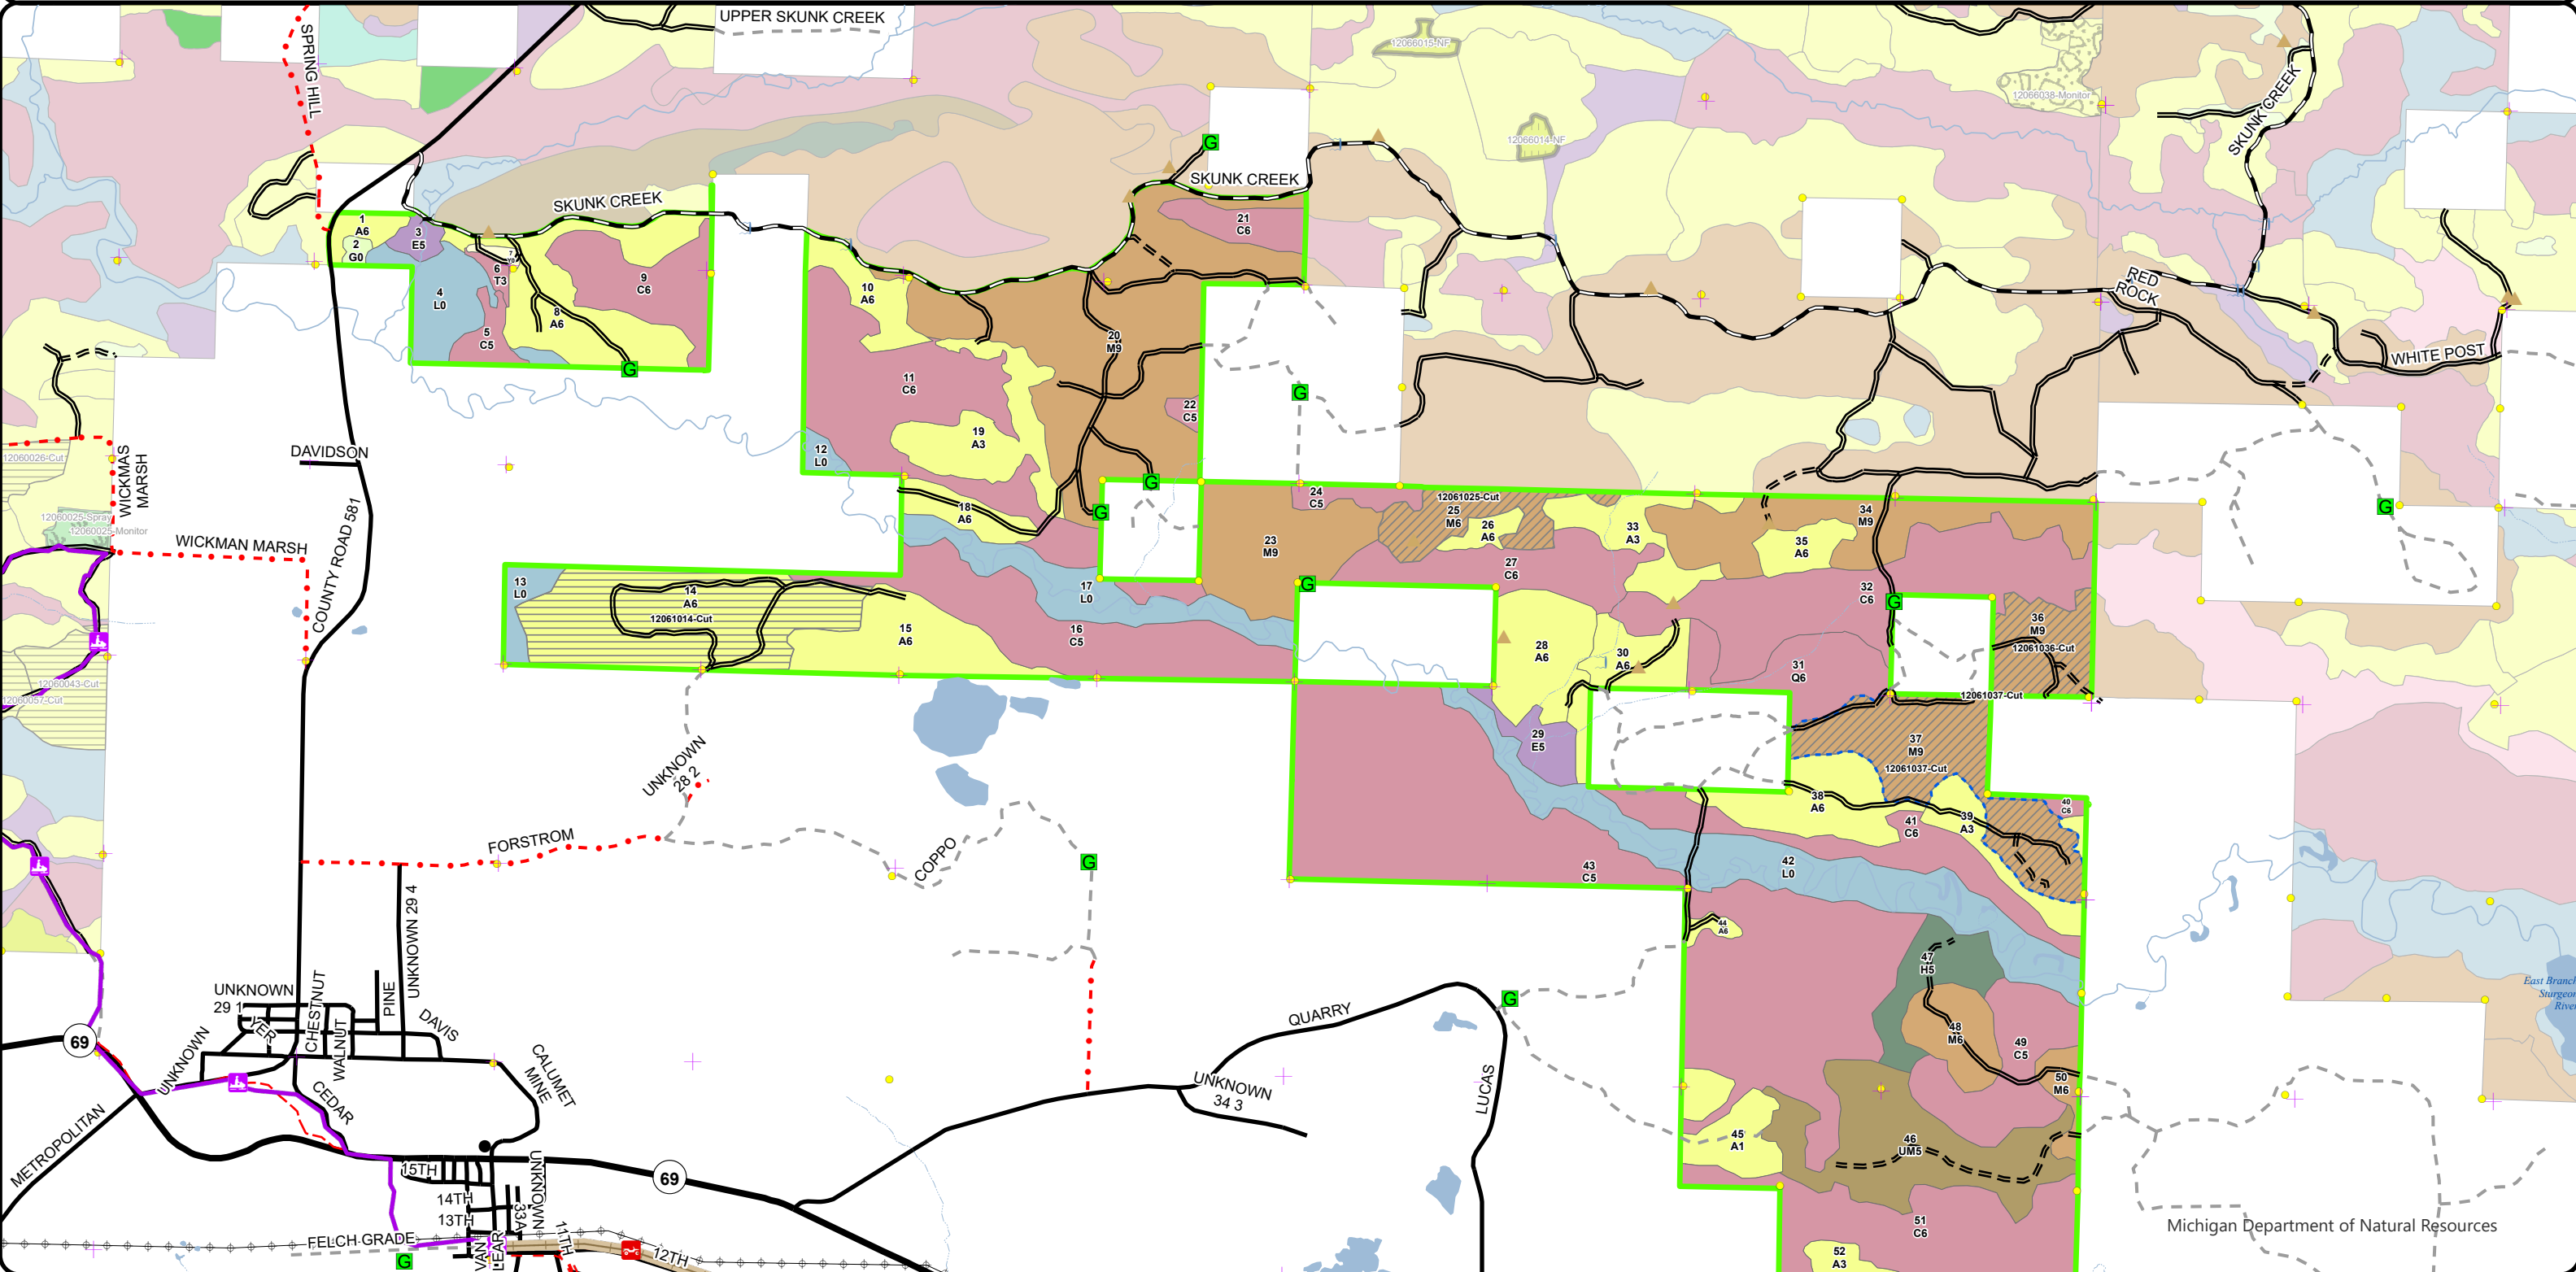 UPPER SKUNK CREEK
SPRING HILL
12066015-NF
12066038-Monitor
12066014-NF
SKUNK CREEK
G
SKUNK CREEK
SKUNK CREEK
1
A6
2
G0
3
E5
4
L0
5
C5
6
T3
7
8
A6
9
C6
G
10
A6
11
C6
12
L0
19
A3
20
M9
21
C6
22
C5
G
RED
ROCK
WHITE POST
DAVIDSON
12060026-Cut
WICKMAS
MARSH
12060025-Spray
12060025-Monitor
WICKMAN MARSH
COUNTY ROAD 581
18
A6
G
G
24
C5
23
M9
12061025-Cut
25
M6
26
A6
27
C6
33
A3
34
M9
35
A6
32
C6
G
G
G
13
L0
14
A6
12061014-Cut
15
A6
16
C5
17
L0
28
A6
30
A6
31
Q6
36
M9
12061036-Cut
12061037-Cut
37
M9
12061037-Cut
12060043-Cut
12060057-Cut
29
E5
38
A6
39
A3
40
C6
41
C6
42
L0
43
C5
44
A6
UNKNOWN
28 2
FORSTROM
COPPO
G
UNKNOWN 29 4
47
H5
48
M6
49
C5
50
M6
45
A1
46
UM5
51
C6
52
A3
East Branch
Sturgeon
River
UNKNOWN
29 1
CHESTNUT
PINE
DAVIS
WALNUT
UNKNOWN
CEDAR
CALUMET
MINE
69
METROPOLITAN
QUARRY
G
UNKNOWN
34 3
LUCAS
69
15TH
14TH
13TH
UNKNOWN
33A
11TH
12TH
FELCH GRADE
G
Michigan Department of Natural Resources